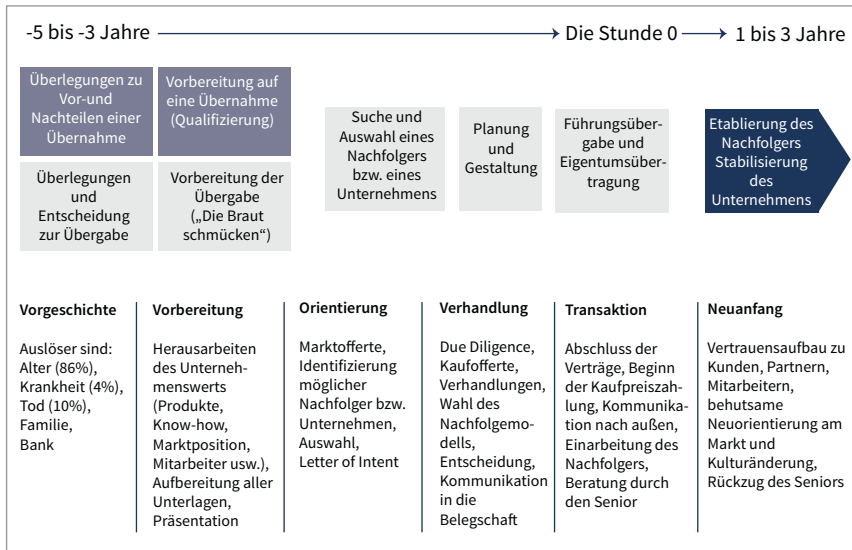 -5 bis -3 Jahre
Die Stunde 0
1 bis 3 Jahre
Überlegungen zu
Vor-und
Nachteilen einer
Übernahme
Vorbereitung auf
eine Übernahme
(Qualifizierung)
Überlegungen
und
Entscheidung
zur Übergabe
Vorbereitung der
Übergabe
(„Die Braut
schmücken“)
Suche und
Auswahl eines
Nachfolgers
bzw. eines
Unternehmens
Planung
und
Gestaltung
Führungsüber-
gabe und
Eigentumsüber-
tragung
Etablierung des
Nachfolgers
Stabilisierung
des
Unternehmens
Vorgeschichte
Auslöser sind:
Alter (86%),
Krankheit (4%),
Tod (10%),
Familie,
Bank
Vorbereitung
Herausarbeiten
des Unterneh-
menswerts
(Produkte,
Know-how,
Marktposition,
Mitarbeiter usw.),
Aufbereitung aller
Unterlagen,
Präsentation
Orientierung
Marktofferte,
Identifizierung
möglicher
Nachfolger bzw.
Unternehmen,
Auswahl,
Letter of Intent
Verhandlung
Due Diligence,
Kaufofferte,
Verhandlungen,
Wahl des
Nachfolgemo-
dells,
Entscheidung,
Kommunikation
in die
Belegschaft
Transaktion
Abschluss der
Verträge, Beginn
der Kaufpreiszah-
lung, Kommunika-
tion nach außen,
Einarbeitung des
Nachfolgers,
Beratung durch
den Senior
Neuanfang
Vertrauensaufbau zu
Kunden, Partnern,
Mitarbeitern,
behutsame
Neuorientierung am
Markt und
Kulturänderung,
Rückzug des Seniors